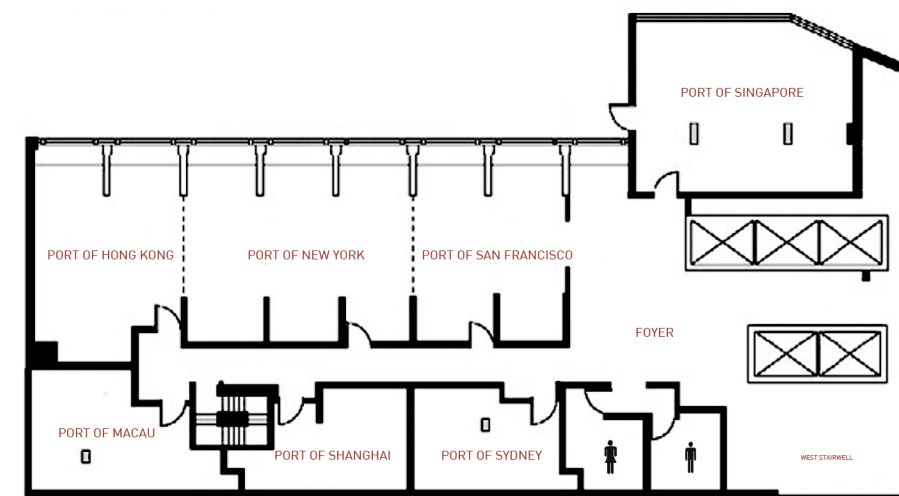 PORT OF SINGAPORE
PORT OF HONG KONG
PORT OF NEW YORK
PORT OF SAN FRANCISCO
FOYER
PORT OF MACAU
PORT OF SHANGHAI
PORT OF SYDNEY
WEST STAIRWELL